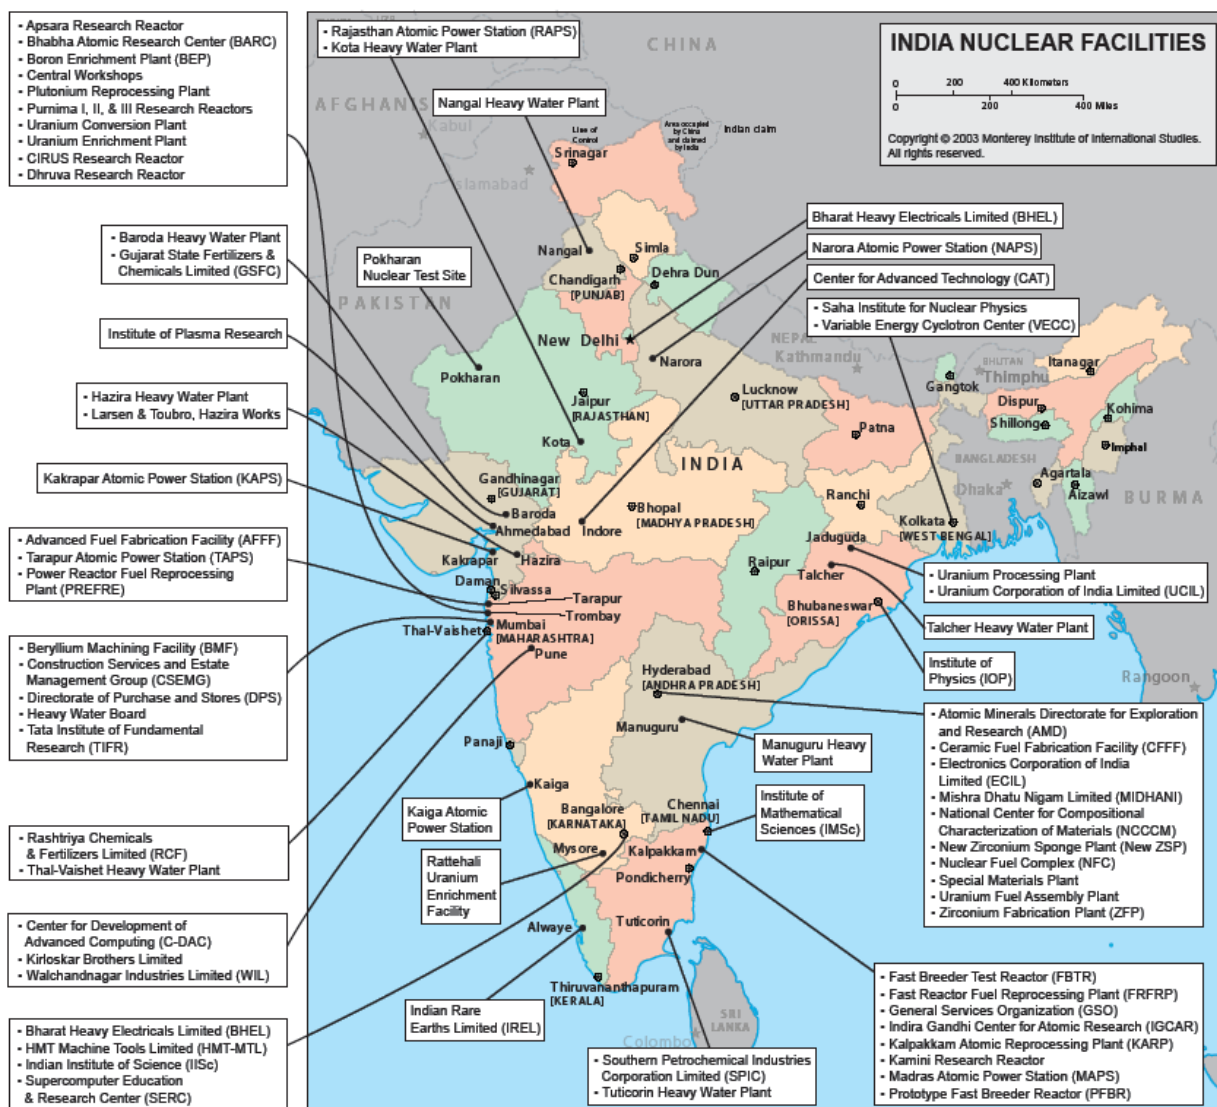 INDIA NUCLEAR FACILITIES
0 200 400 Kilometers
0 200 400 Miles
Copyright © 2003 Monterey Institute of International Studies.
All rights reserved.
- Apsara Research Reactor
- Bhabha Atomic Research Center (BARC)
- Boron Enrichment Plant (BEP)
- Central Workshops
- Plutonium Reprocessing Plant
- Purnima I, II, & III Research Reactors
- Uranium Conversion Plant
- Uranium Enrichment Plant
- CIRUS Research Reactor
- Dhruva Research Reactor
- Rajasthan Atomic Power Station (RAPS)
- Kota Heavy Water Plant
Nangal Heavy Water Plant
- Baroda Heavy Water Plant
- Gujarat State Fertilizers &
Chemicals Limited (GSFC)
Pokharan
Nuclear Test Site
Institute of Plasma Research
- Hazira Heavy Water Plant
- Larsen & Toubro, Hazira Works
Kakrapar Atomic Power Station (KAPS)
- Advanced Fuel Fabrication Facility (AFFF)
- Tarapur Atomic Power Station (TAPS)
- Power Reactor Fuel Reprocessing
Plant (PREFRE)
- Beryllium Machining Facility (BMF)
- Construction Services and Estate
Management Group (CSEMG)
- Directorate of Purchase and Stores (DPS)
- Heavy Water Board
- Tata Institute of Fundamental
Research (TIFR)
- Rashtriya Chemicals
& Fertilizers Limited (RCF)
- Thal-Vaishet Heavy Water Plant
- Center for Development of
Advanced Computing (C-DAC)
- Kirloskar Brothers Limited
- Walchandnagar Industries Limited (WIL)
- Bharat Heavy Electricals Limited (BHEL)
- HMT Machine Tools Limited (HMT-MTL)
- Indian Institute of Science (IISc)
- Supercomputer Education
& Research Center (SERC)
Bharat Heavy Electricals Limited (BHEL)
Narora Atomic Power Station (NAPS)
Center for Advanced Technology (CAT)
- Saha Institute for Nuclear Physics
- Variable Energy Cyclotron Center (VECC)
- Uranium Processing Plant
- Uranium Corporation of India Limited (UCIL)
Talcher Heavy Water Plant
Institute of
Physics (IOP)
- Atomic Minerals Directorate for Exploration
and Research (AMD)
- Ceramic Fuel Fabrication Facility (CFFF)
- Electronics Corporation of India
Limited (ECIL)
- Mishra Dhatu Nigam Limited (MIDHANI)
- National Center for Compositional
Characterization of Materials (NCCCM)
- New Zirconium Sponge Plant (New ZSP)
- Nuclear Fuel Complex (NFC)
- Special Materials Plant
- Uranium Fuel Assembly Plant
- Zirconium Fabrication Plant (ZFP)
Manuguru Heavy
Water Plant
Institute of
Mathematical
Sciences (IMSc)
Kaiga Atomic
Power Station
Rattehali
Uranium
Enrichment
Facility
Indian Rare
Earths Limited (IREL)
- Southern Petrochemical Industries
Corporation Limited (SPIC)
- Tuticorin Heavy Water Plant
- Fast Breeder Test Reactor (FBTR)
- Fast Reactor Fuel Reprocessing Plant (FRFRP)
- General Services Organization (GSO)
- Indira Gandhi Center for Atomic Research (IGCAR)
- Kalpakkam Atomic Reprocessing Plant (KARP)
- Kamini Research Reactor
- Madras Atomic Power Station (MAPS)
- Prototype Fast Breeder Reactor (PFBR)
CHINA
AFGHANIS
Kabul
Islamabad
PAKISTAN
Line of
Control
Area occupied
by China
and claimed
by India
Indian claim
Srinagar
Nangal
Simla
Chandigarh
[PUNJAB]
Dehra Dun
New Delhi
Narora
NEPAL
Kathmandu
BHUTAN
Thimphu
Itanagar
Gangtok
Dispur
Shillong
Kohima
Imphal
Agartala
Aizawl
BANGLADESH
Dhaka
BURMA
Rangoon
Pokharan
Jaipur
[RAJASTHAN]
Lucknow
[UTTAR PRADESH]
Patna
Kota
INDIA
Gandhinagar
[GUJARAT]
Baroda
Ahmedabad
Indore
Bhopal
[MADHYA PRADESH]
Ranchi
Kolkata
[WEST BENGAL]
Jaduguda
Kakrapar
Hazira
Raipur
Talcher
Daman
Silvassa
Tarapur
Trombay
Bhubaneswar
[ORISSA]
Thal-Vaishet
Mumbai
[MAHARASHTRA]
Pune
Hyderabad
[ANDHRA PRADESH]
Manuguru
Panaji
Kaiga
Bangalore
[KARNATAKA]
Chennai
[TAMIL NADU]
Mysore
Kalpakkam
Pondicherry
Alwaye
Tuticorin
Thiruvananthapuram
[KERALA]
SRI
LANKA
Colombo